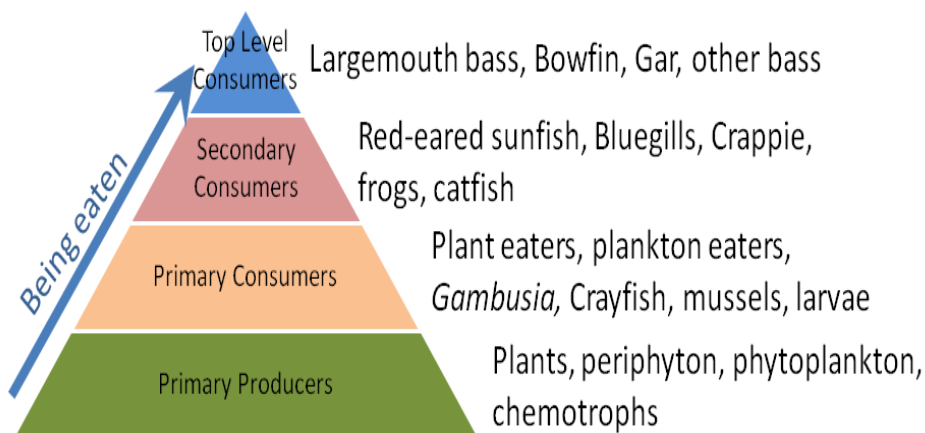 Top Level
Consumers
Largemouth bass, Bowfin, Gar, other bass
Being eaten
Secondary
Consumers
Red-eared sunfish, Bluegills, Crappie,
frogs, catfish
Primary Consumers
Plant eaters, plankton eaters,
Gambusia, Crayfish, mussels, larvae
Primary Producers
Plants, periphyton, phytoplankton,
chemotrophs